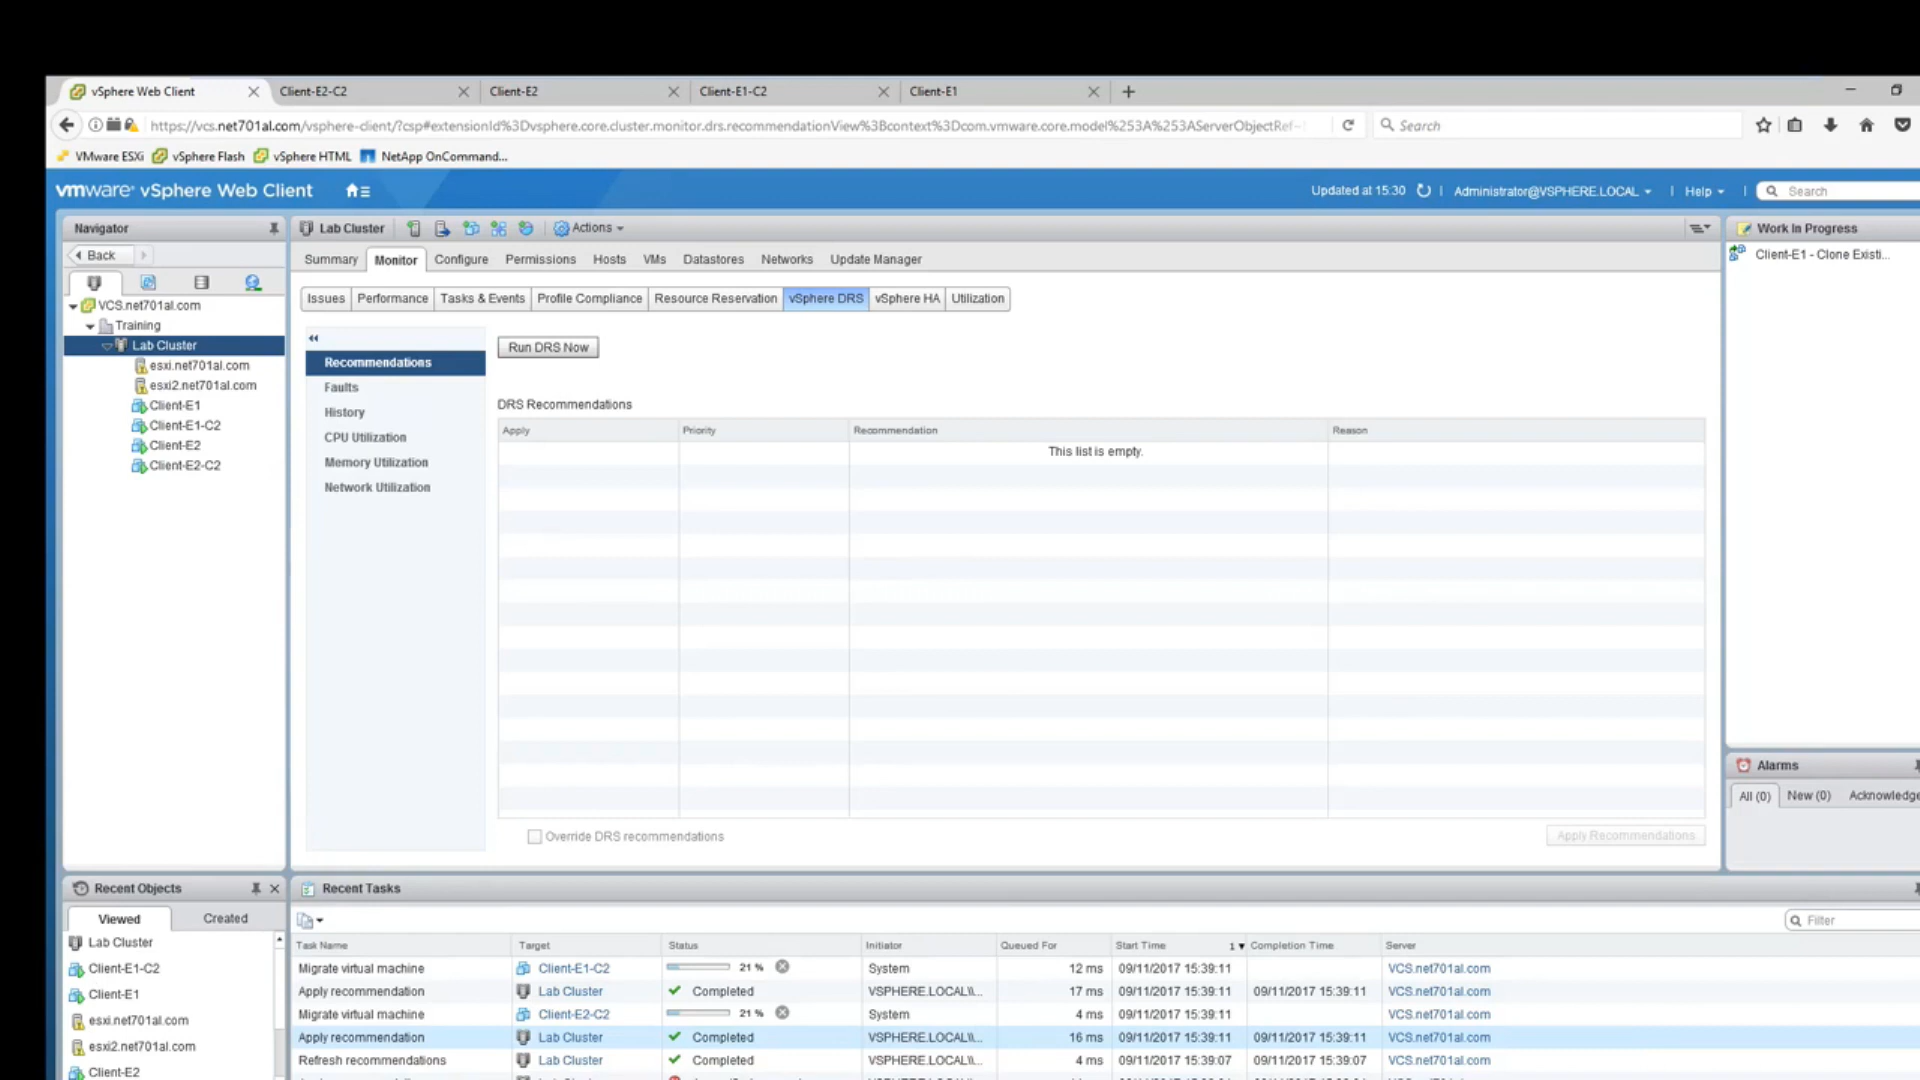 vSphere Web Client
Client-E2-C2
Client-E2
Client-E1-C2
Client-E1
https://vcs.net701al.com/vsphere-client/?csp#extensionId%3Dvsphere.core.cluster.monitor.drs.recommendationView%3Bcontext%3Dcom.vmware.core.model%253A%253AServerObjectRef~
Search
VMware ESXi
vSphere Flash
vSphere HTML
NetApp OnCommand...
vmware® vSphere Web Client
Updated at 15:30
Administrator@VSPHERE.LOCAL
Help
Search
Navigator
Back
VCS.net701al.com
Training
Lab Cluster
esxi.net701al.com
esxi2.net701al.com
Client-E1
Client-E1-C2
Client-E2
Client-E2-C2
Lab Cluster
Actions
Summary
Monitor
Configure
Permissions
Hosts
VMs
Datastores
Networks
Update Manager
Issues
Performance
Tasks & Events
Profile Compliance
Resource Reservation
vSphere DRS
vSphere HA
Utilization
Recommendations
Faults
History
CPU Utilization
Memory Utilization
Network Utilization
Run DRS Now
DRS Recommendations
Apply Priority Recommendation Reason
This list is empty.
Override DRS recommendations
Apply Recommendations
Work In Progress
Client-E1 - Clone Existi...
Alarms
All (0) New (0) Acknowledge
Recent Objects
Viewed Created
Lab Cluster
Client-E1-C2
Client-E1
esxi.net701al.com
esxi2.net701al.com
Client-E2
Recent Tasks
Filter
Task Name Target Status Initiator Queued For Start Time 1 Completion Time Server
Migrate virtual machine Client-E1-C2 21 % System 12 ms 09/11/2017 15:39:11 VCS.net701al.com
Apply recommendation Lab Cluster Completed VSPHERE.LOCAL\\... 17 ms 09/11/2017 15:39:11 09/11/2017 15:39:11 VCS.net701al.com
Migrate virtual machine Client-E2-C2 21 % System 4 ms 09/11/2017 15:39:11 VCS.net701al.com
Apply recommendation Lab Cluster Completed VSPHERE.LOCAL\\... 16 ms 09/11/2017 15:39:11 09/11/2017 15:39:11 VCS.net701al.com
Refresh recommendations Lab Cluster Completed VSPHERE.LOCAL\\... 4 ms 09/11/2017 15:39:07 09/11/2017 15:39:07 VCS.net701al.com